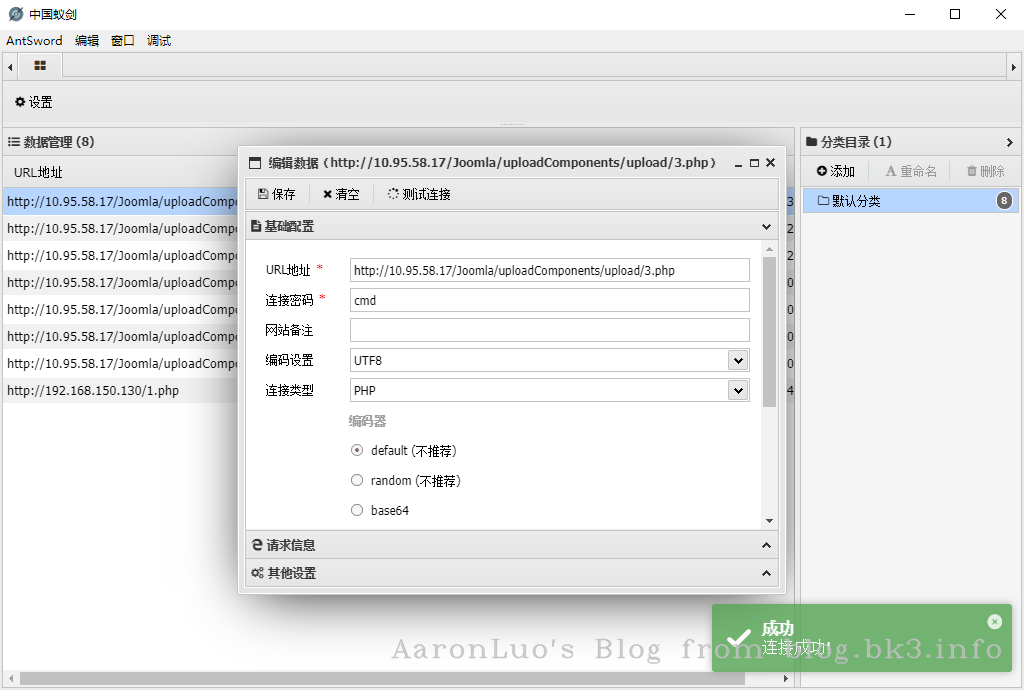 中国蚁剑
AntSword 编辑 窗口 调试
设置
数据管理 (8)
分类目录 (1)
URL地址
添加 重命名 删除
http://10.95.58.17/Joomla/uploadCompo
http://10.95.58.17/Joomla/uploadCompo
http://10.95.58.17/Joomla/uploadCompo
http://10.95.58.17/Joomla/uploadCompo
http://10.95.58.17/Joomla/uploadCompo
http://10.95.58.17/Joomla/uploadCompo
http://10.95.58.17/Joomla/uploadCompo
http://192.168.150.130/1.php
3
2
2
0
0
0
0
4
默认分类 8
编辑数据 (http://10.95.58.17/Joomla/uploadComponents/upload/3.php)
保存 清空 测试连接
基础配置
URL地址 * http://10.95.58.17/Joomla/uploadComponents/upload/3.php
连接密码 * cmd
网站备注
编码设置 UTF8
连接类型 PHP
编码器
default (不推荐)
random (不推荐)
base64
请求信息
其他设置
成功
连接成功!
AaronLuo's Blog from blog.bk3.info